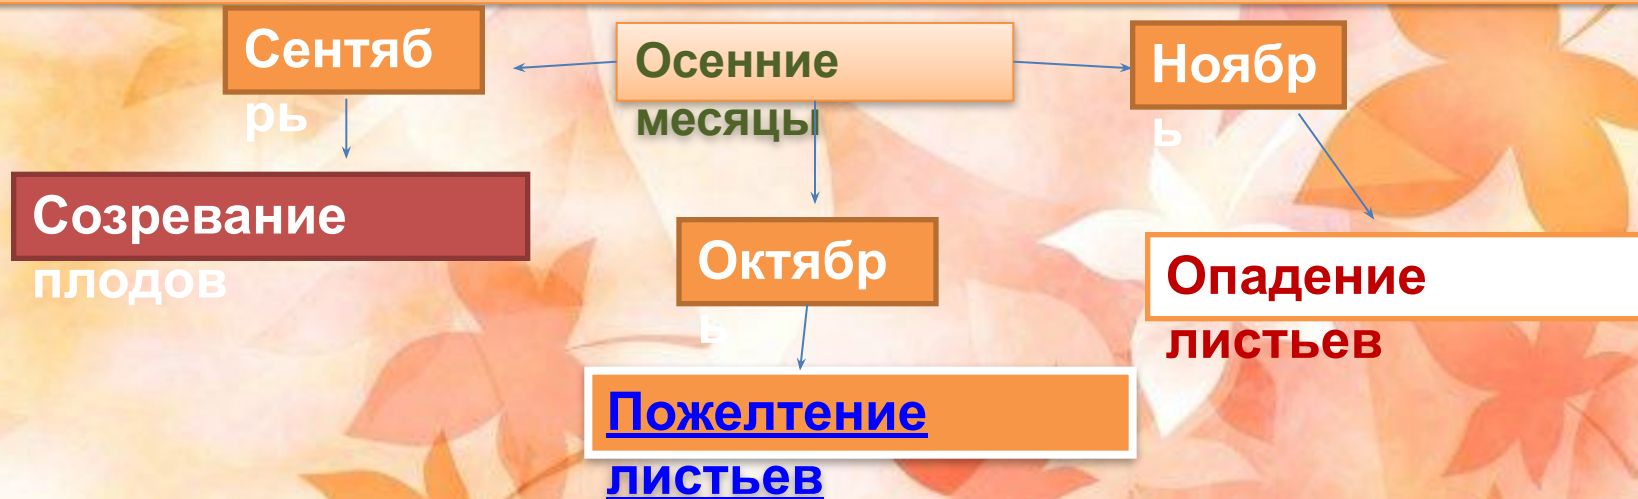 Сентяб
рь
Осенние
месяцы
Ноябр
ь
Созревание
плодов
Октябр
ь
Опадение
листьев
Пожелтение
листьев